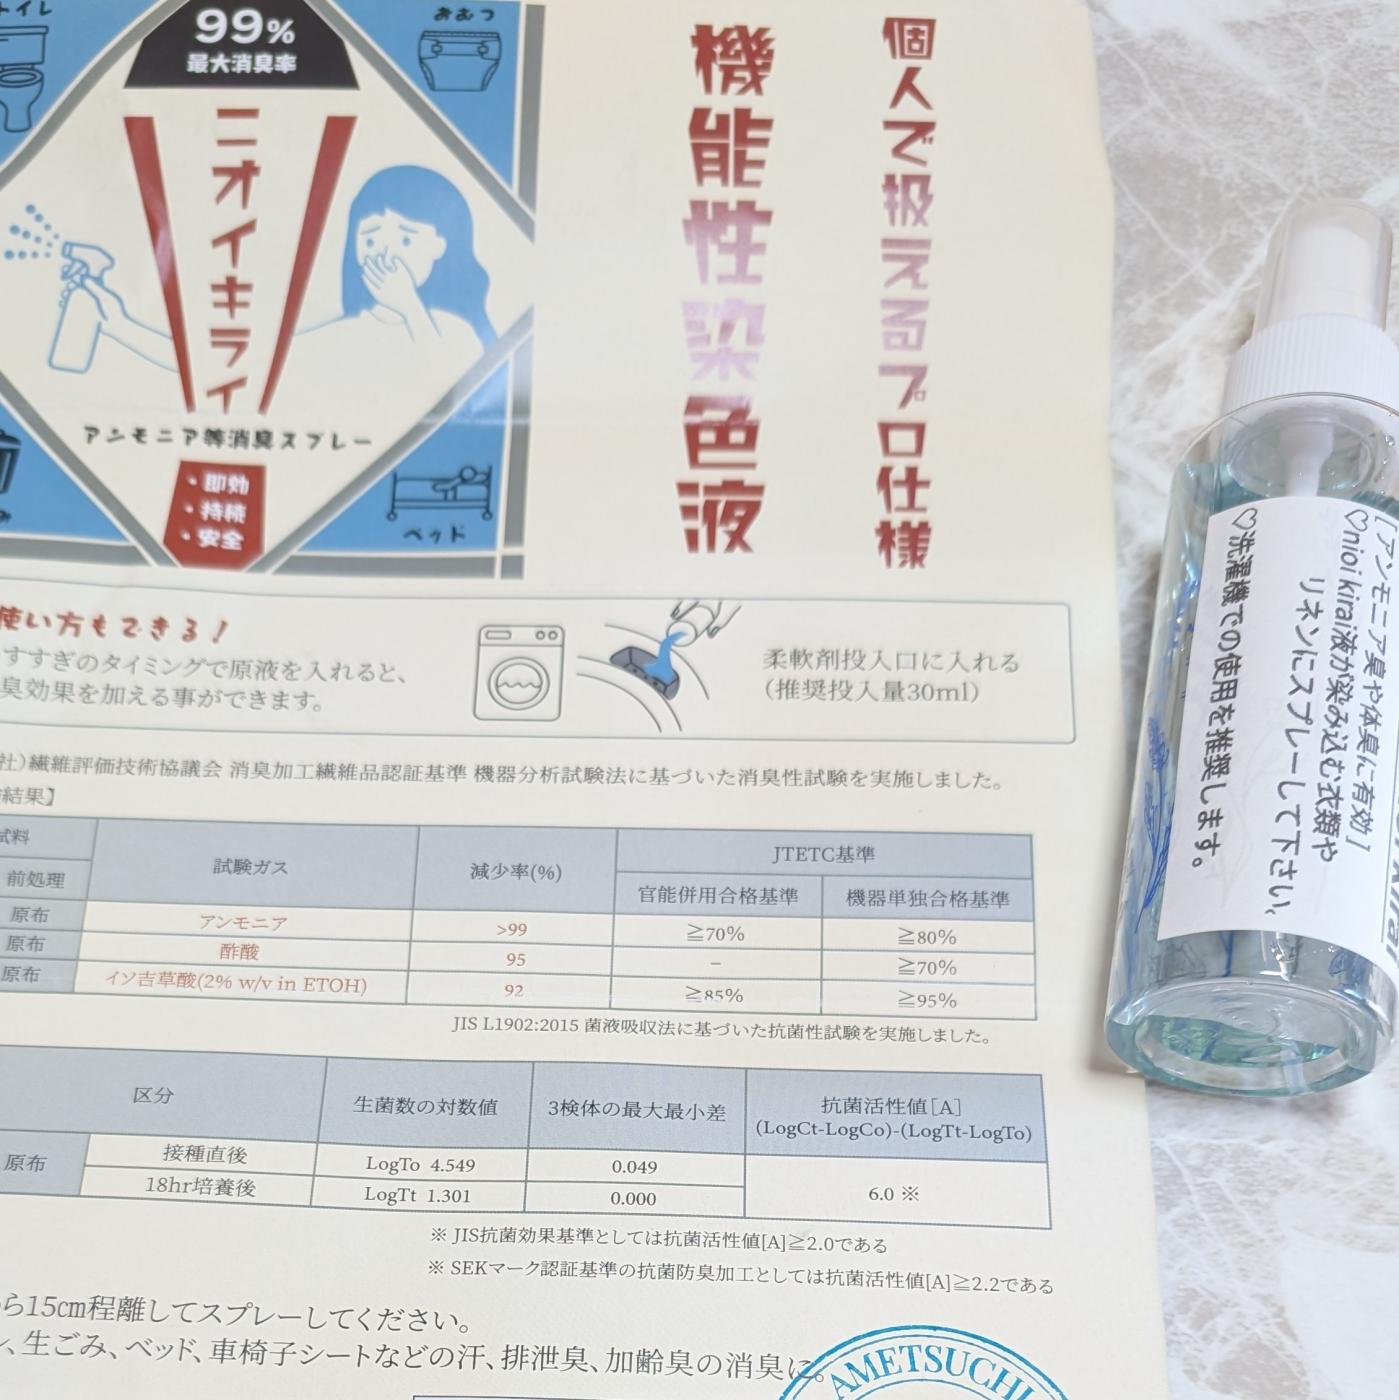 トイレ
99%
最大消臭率
おむつ
ニオイキライ
アンモニア等消臭スプレー
・即効
・持続
・安全
ベッド
個人で扱えるプロ仕様
機能性染色液
使い方もできる！
すすぎのタイミングで原液を入れると、
臭効果を加える事ができます。
柔軟剤投入口に入れる
（推奨投入量30ml）
社）繊維評価技術協議会 消臭加工繊維品認証基準 機器分析試験法に基づいた消臭性試験を実施しました。
結果】
試料 試験ガス 減少率(%) JTETC基準
前処理 官能併用合格基準 機器単独合格基準
原布 アンモニア >99 ≧70% ≧80%
原布 酢酸 95 – ≧70%
原布 イソ吉草酸(2% w/v in ETOH) 92 ≧85% ≧95%
JIS L1902:2015 菌液吸収法に基づいた抗菌性試験を実施しました。
区分 生菌数の対数値 3検体の最大最小差 抗菌活性値［A］
(LogCt-LogCo)-(LogTt-LogTo)
原布 接種直後 LogTo 4.549 0.049 6.0 ※
18hr培養後 LogTt 1.301 0.000
※ JIS抗菌効果基準としては抗菌活性値[A]≧2.0である
※ SEKマーク認証基準の抗菌防臭加工としては抗菌活性値[A]≧2.2である
ら15cm程離してスプレーしてください。
、生ごみ、ベッド、車椅子シートなどの汗、排泄臭、加齢臭の消臭に。
AMETSUCHI
［アンモニア臭や体臭に有効］
♡nioi kirai液が染み込む衣類や
リネンにスプレーして下さい、
♡洗濯機での使用を推奨します。